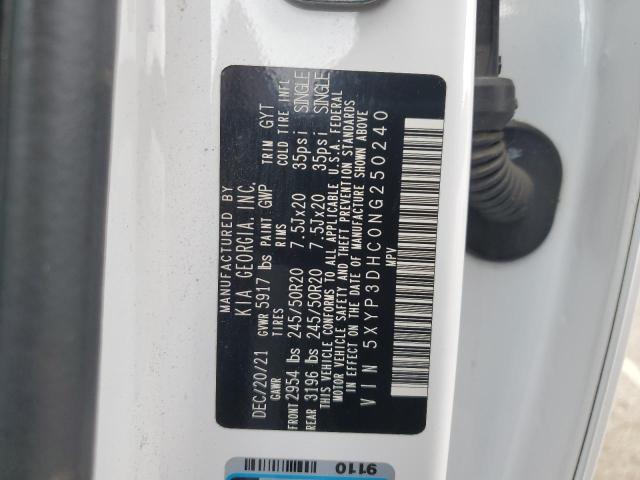 MANUFACTURED BY
KIA GEORGIA, INC.
DEC/20/21 GVWR 5917 lbs PAINT GWP TRIM GYT
GAWR TIRES RIMS COLD TIRE INFL
FRONT 2954 lbs 245/50R20 7.5Jx20 35psi SINGLE
REAR 3196 lbs 245/50R20 7.5Jx20 35psi SINGLE
THIS VEHICLE CONFORMS TO ALL APPLICABLE U.S.A. FEDERAL
MOTOR VEHICLE SAFETY AND THEFT PREVENTION STANDARDS
IN EFFECT ON THE DATE OF MANUFACTURE SHOWN ABOVE
VIN 5XYP3DHC0NG250240
MPV
9110